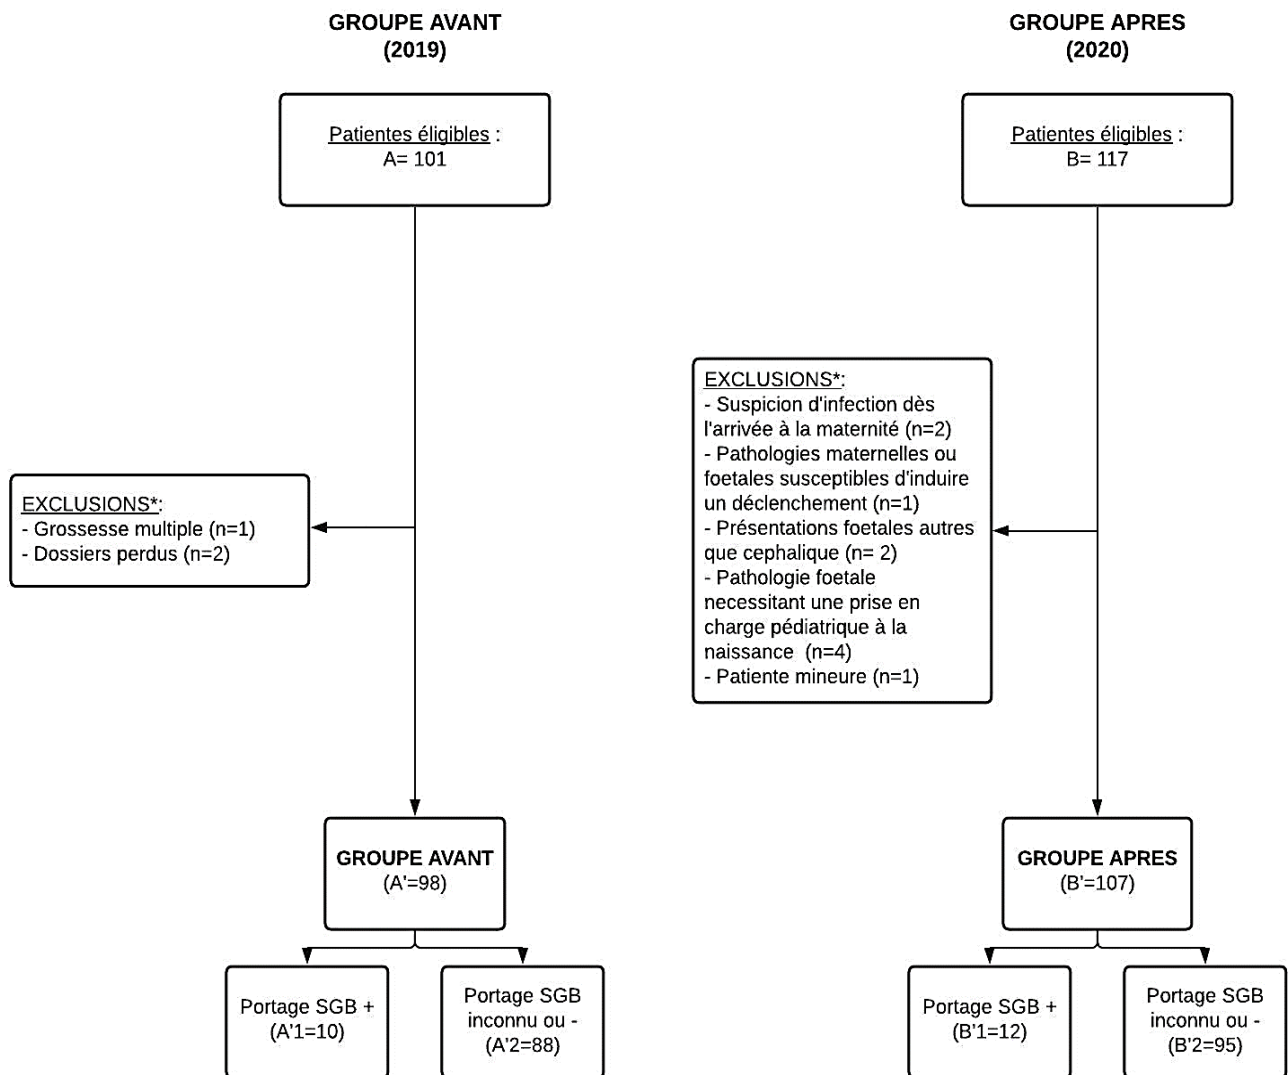 GROUPE AVANT
(2019)
Patientes éligibles :
A= 101
EXCLUSIONS*:
- Grossesse multiple (n=1)
- Dossiers perdus (n=2)
GROUPE AVANT
(A'=98)
Portage SGB +
(A'1=10)
Portage SGB
inconnu ou -
(A'2=88)
GROUPE APRES
(2020)
Patientes éligibles :
B= 117
EXCLUSIONS*:
- Suspicion d'infection dès
l'arrivée à la maternité (n=2)
- Pathologies maternelles ou
foetales susceptibles d'induire
un déclenchement (n=1)
- Présentations foetales autres
que cephalique (n= 2)
- Pathologie foetale
necessitant une prise en
charge pédiatrique à la
naissance  (n=4)
- Patiente mineure (n=1)
GROUPE APRES
(B'=107)
Portage SGB +
(B'1=12)
Portage SGB
inconnu ou -
(B'2=95)